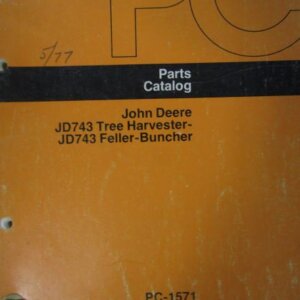 PC
5/77
Parts
Catalog
John Deere
JD743 Tree Harvester-
JD743 Feller-Buncher
PC-1571